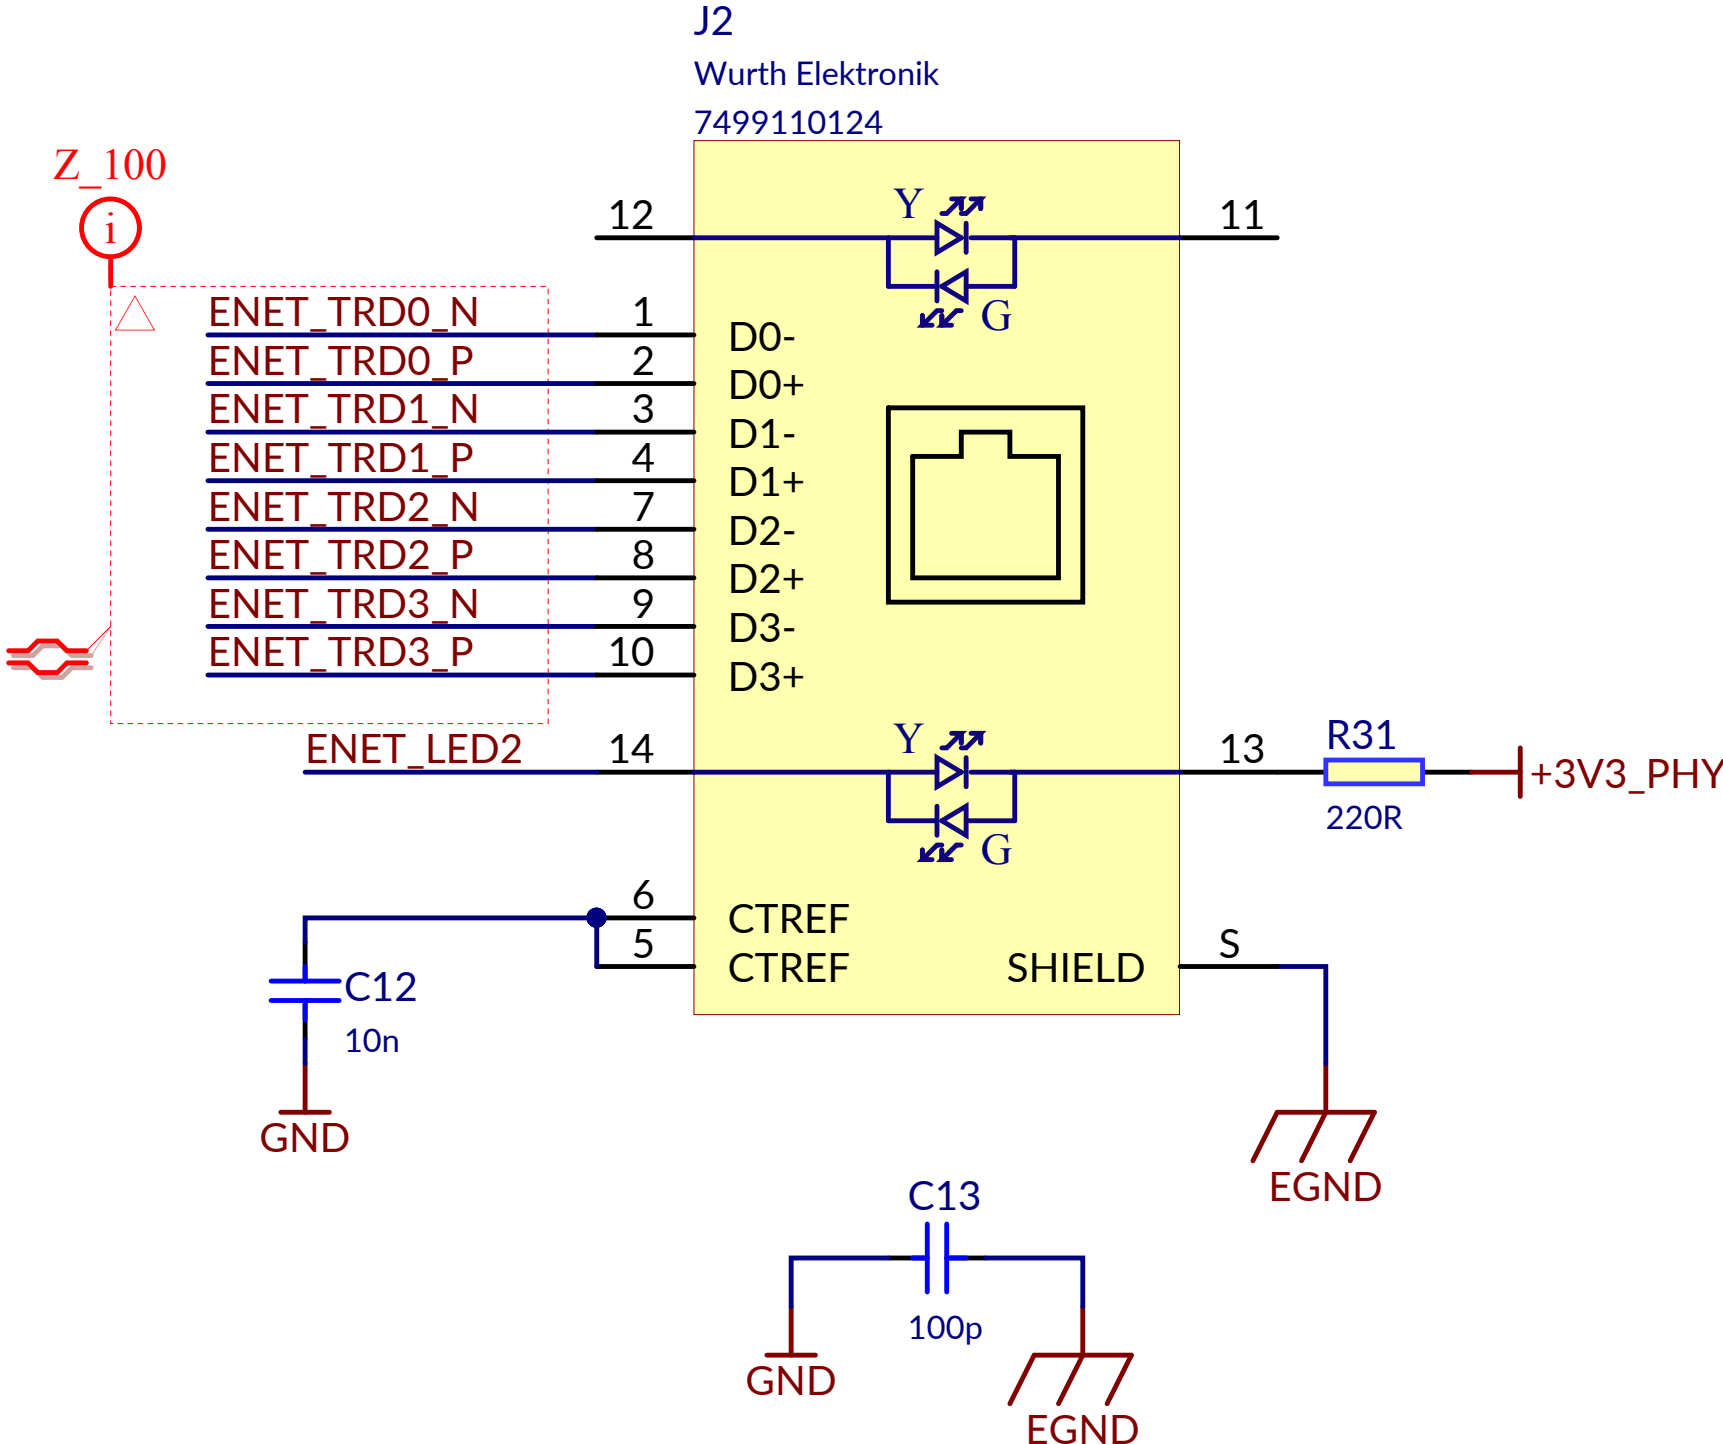 J2
Wurth Elektronik
7499110124
Z_100
i
12
Y
11
G
ENET_TRD0_N 1 D0-
ENET_TRD0_P 2 D0+
ENET_TRD1_N 3 D1-
ENET_TRD1_P 4 D1+
ENET_TRD2_N 7 D2-
ENET_TRD2_P 8 D2+
ENET_TRD3_N 9 D3-
ENET_TRD3_P 10 D3+
ENET_LED2 14
Y
13
R31
+3V3_PHY
220R
G
6 CTREF
5 CTREF
SHIELD S
C12
10n
GND
EGND
C13
100p
GND
EGND